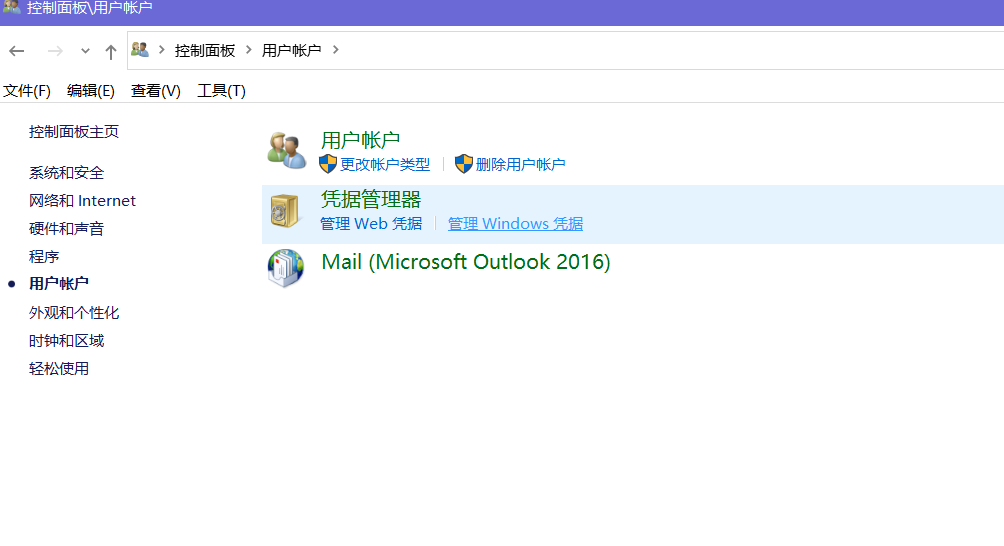 控制面板\用户帐户
控制面板 用户帐户
文件(F) 编辑(E) 查看(V) 工具(T)
控制面板主页
系统和安全
网络和 Internet
硬件和声音
程序
用户帐户
外观和个性化
时钟和区域
轻松使用
用户帐户
更改帐户类型 删除用户帐户
凭据管理器
管理 Web 凭据 管理 Windows 凭据
Mail (Microsoft Outlook 2016)